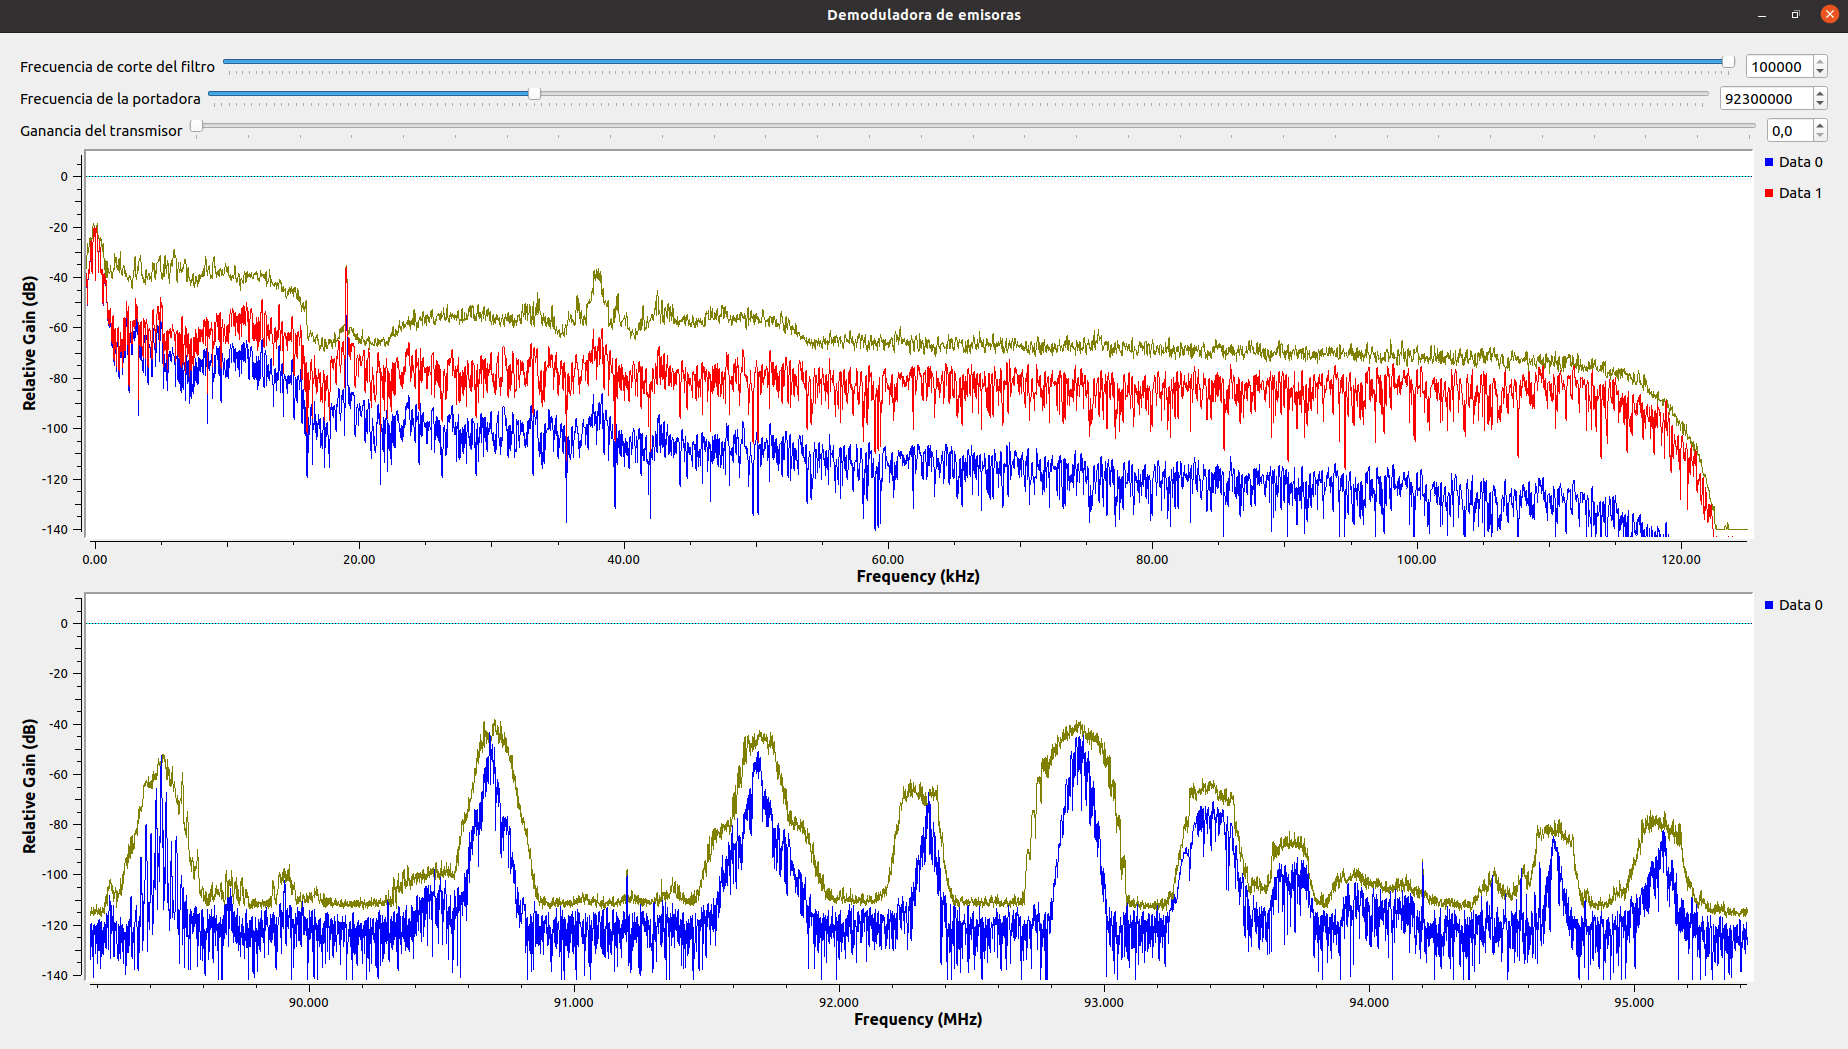 Demoduladora de emisoras
Frecuencia de corte del filtro 100000
Frecuencia de la portadora 92300000
Ganancia del transmisor 0,0
Data 0
Data 1
Relative Gain (dB)
0
-20
-40
-60
-80
-100
-120
-140
0.00 20.00 40.00 60.00 80.00 100.00 120.00
Frequency (kHz)
Data 0
Relative Gain (dB)
0
-20
-40
-60
-80
-100
-120
-140
90.000 91.000 92.000 93.000 94.000 95.000
Frequency (MHz)